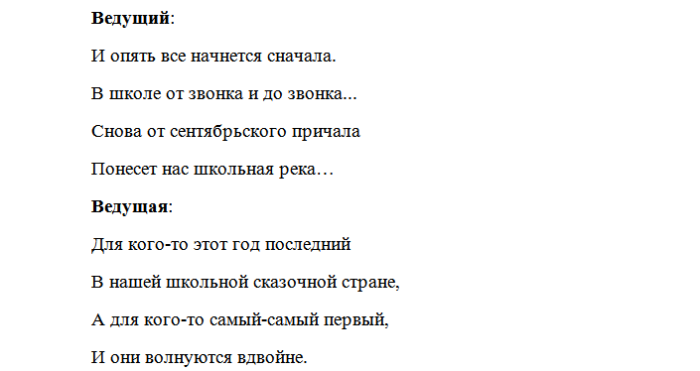 Ведущий:
И опять все начнется сначала.
В школе от звонка и до звонка...
Снова от сентябрьского причала
Понесет нас школьная река…
Ведущая:
Для кого-то этот год последний
В нашей школьной сказочной стране,
А для кого-то самый-самый первый,
И они волнуются вдвойне.